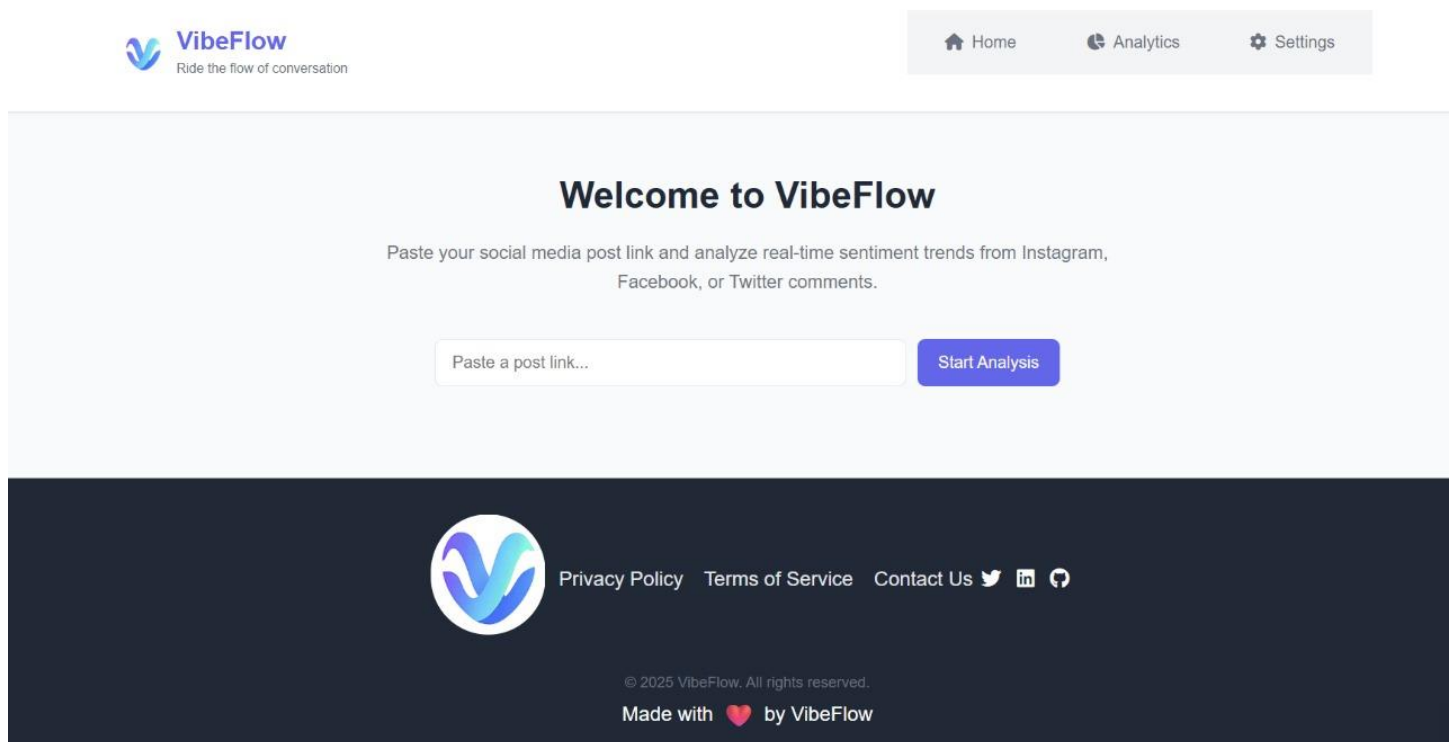 VibeFlow
Ride the flow of conversation
Home Analytics Settings
Welcome to VibeFlow
Paste your social media post link and analyze real-time sentiment trends from Instagram,
Facebook, or Twitter comments.
Paste a post link... Start Analysis
Privacy Policy Terms of Service Contact Us
© 2025 VibeFlow. All rights reserved.
Made with ❤️ by VibeFlow